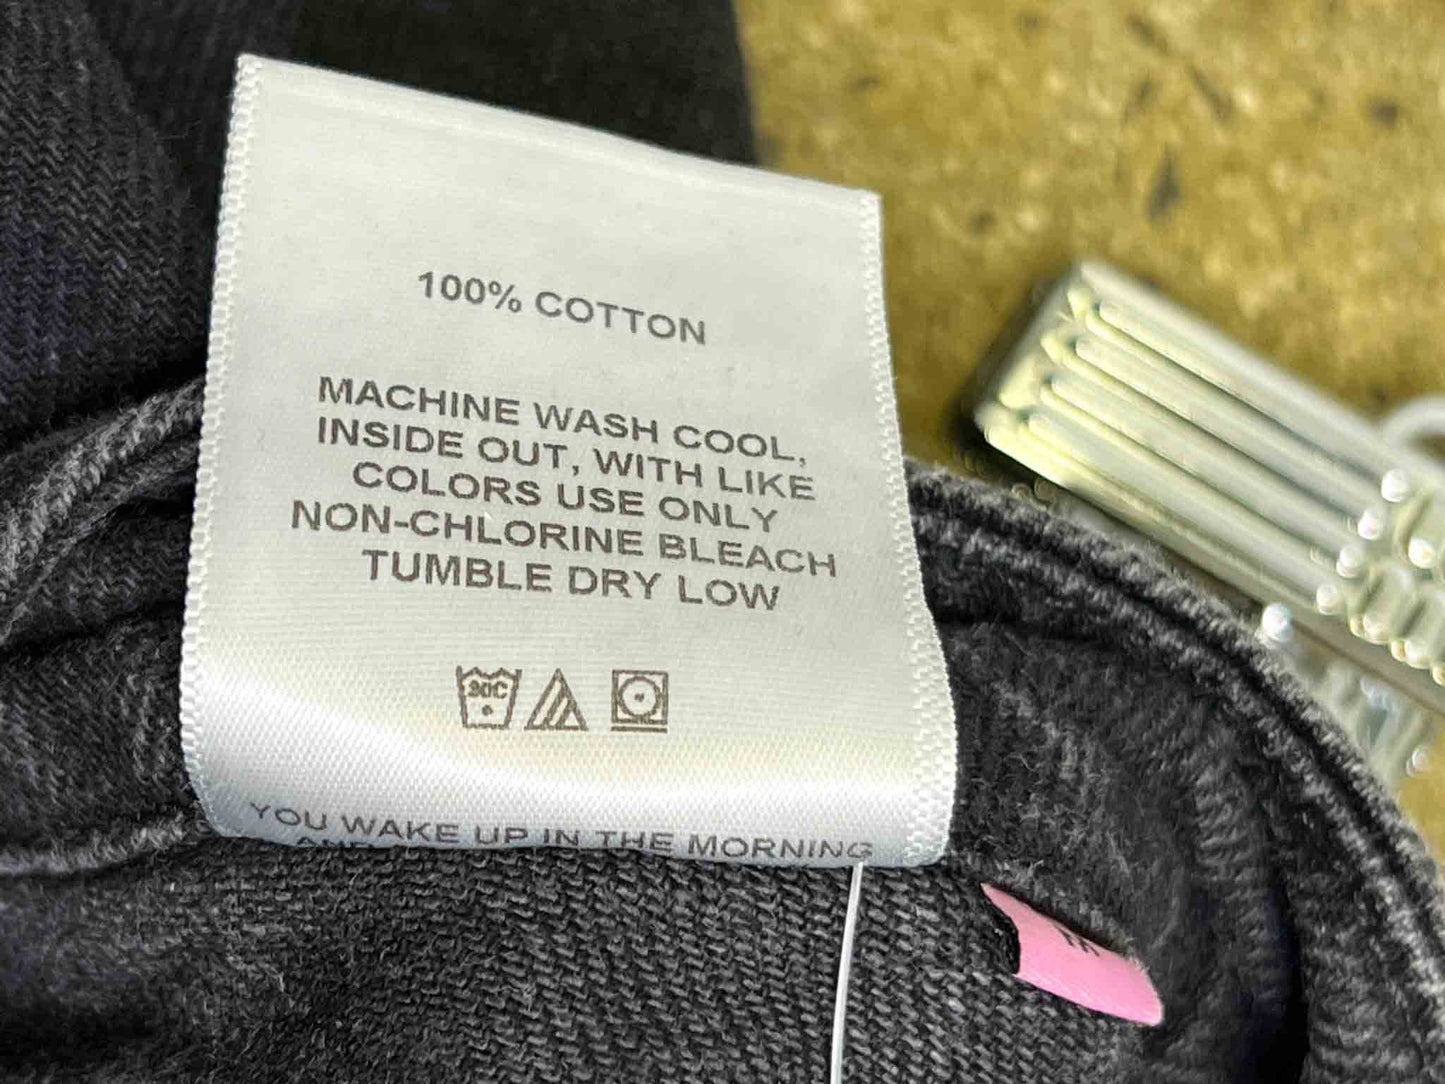 100% COTTON
MACHINE WASH COOL,
INSIDE OUT, WITH LIKE
COLORS USE ONLY
NON-CHLORINE BLEACH
TUMBLE DRY LOW
30C
YOU WAKE UP IN THE MORNING